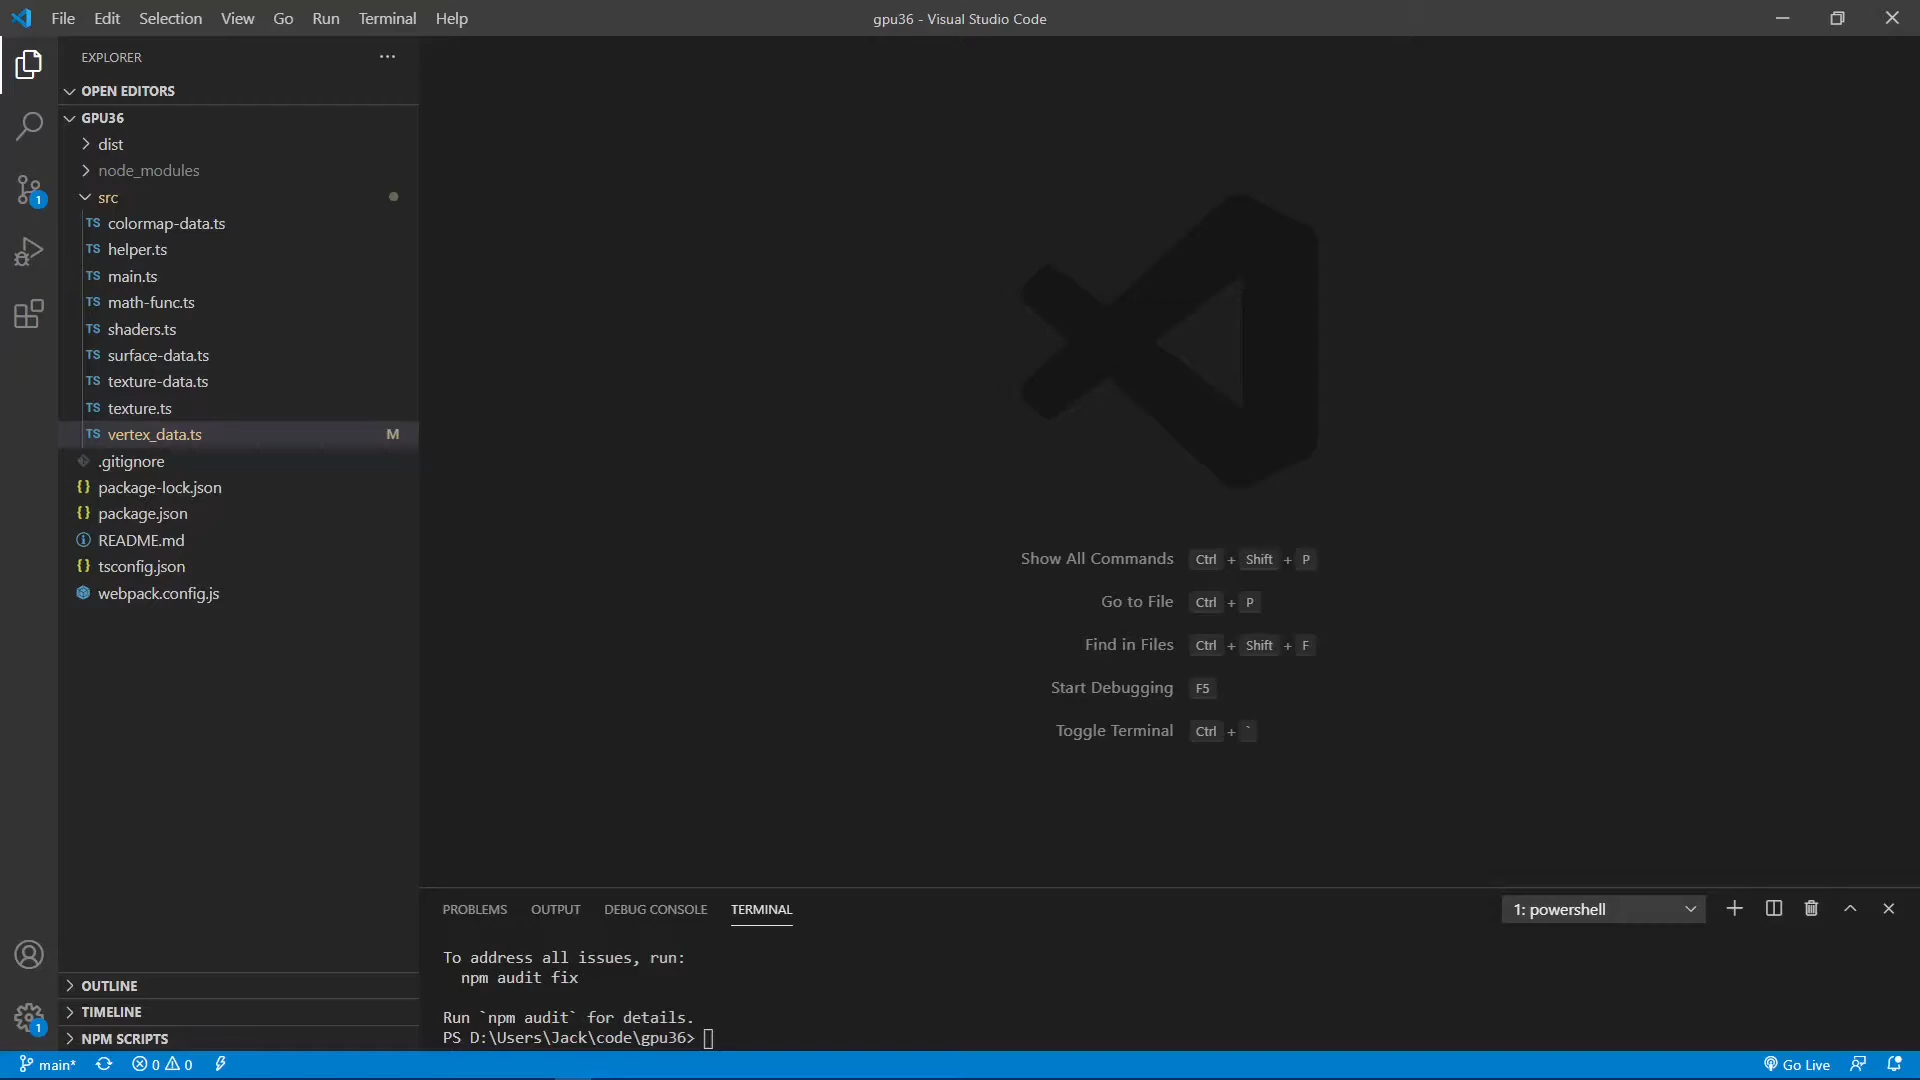 File Edit Selection View Go Run Terminal Help
gpu36 - Visual Studio Code
EXPLORER
OPEN EDITORS
GPU36
dist
node_modules
src
TS colormap-data.ts
TS helper.ts
TS main.ts
TS math-func.ts
TS shaders.ts
TS surface-data.ts
TS texture-data.ts
TS texture.ts
TS vertex_data.ts M
.gitignore
{} package-lock.json
{} package.json
README.md
{} tsconfig.json
webpack.config.js
OUTLINE
TIMELINE
NPM SCRIPTS
1
1
Show All Commands Ctrl + Shift + P
Go to File Ctrl + P
Find in Files Ctrl + Shift + F
Start Debugging F5
Toggle Terminal Ctrl + `
PROBLEMS OUTPUT DEBUG CONSOLE TERMINAL
1: powershell
To address all issues, run:
npm audit fix
Run `npm audit` for details.
PS D:\Users\Jack\code\gpu36>
main* 0 0
Go Live